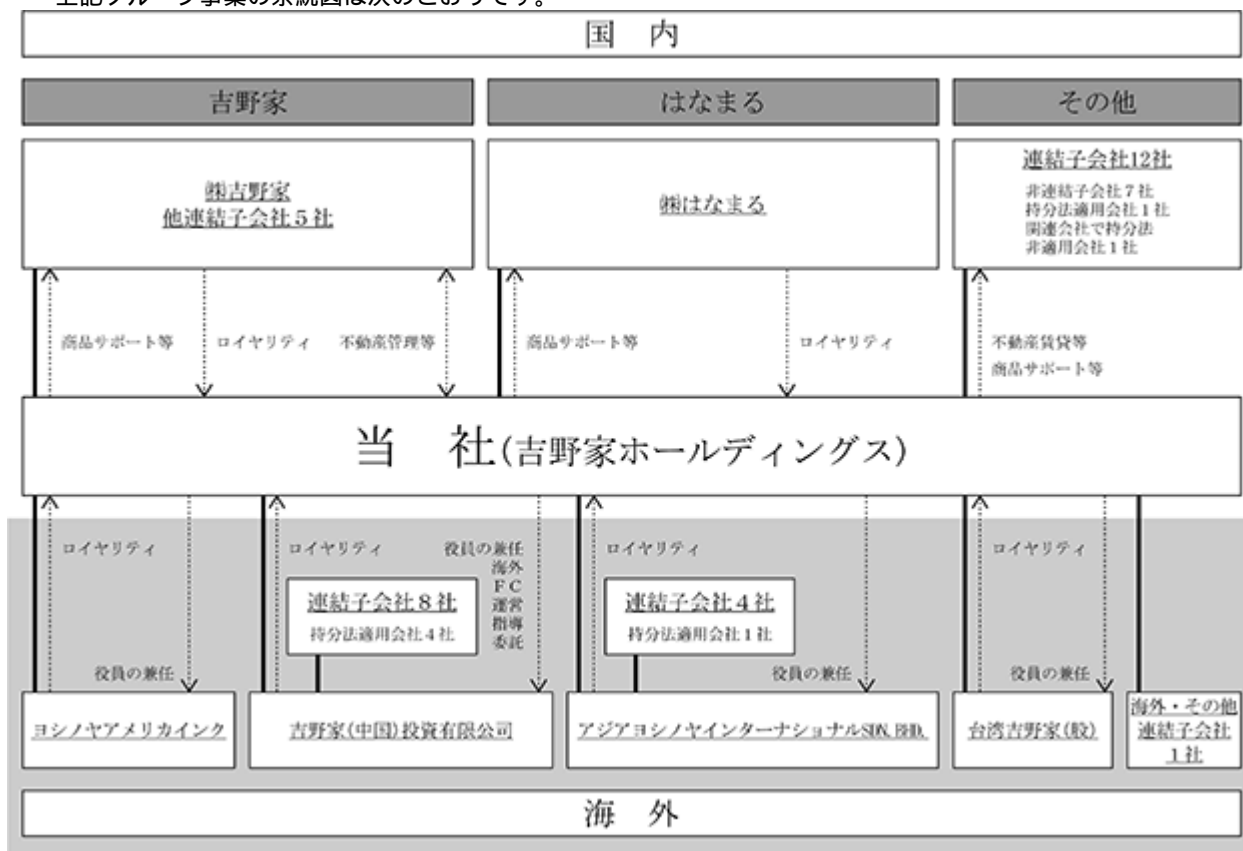 上記グループ事業の系統図は次のとおりです。
国 内
吉野家
はなまる
その他
㈱吉野家
他連結子会社5社
㈱はなまる
連結子会社12社
非連結子会社7社
持分法適用会社1社
関連会社で持分法
非適用会社1社
商品サポート等
ロイヤリティ
不動産管理等
商品サポート等
ロイヤリティ
不動産賃貸等
商品サポート等
当 社(吉野家ホールディングス)
ロイヤリティ
役員の兼任
ロイヤリティ
役員の兼任
海外
FC
運営
指導
委託
連結子会社8社
持分法適用会社4社
ロイヤリティ
連結子会社4社
持分法適用会社1社
役員の兼任
ロイヤリティ
役員の兼任
ヨシノヤアメリカインク
吉野家(中国)投資有限公司
アジアヨシノヤインターナショナルSDN.BHD.
台湾吉野家(股)
海外・その他
連結子会社
1社
海 外